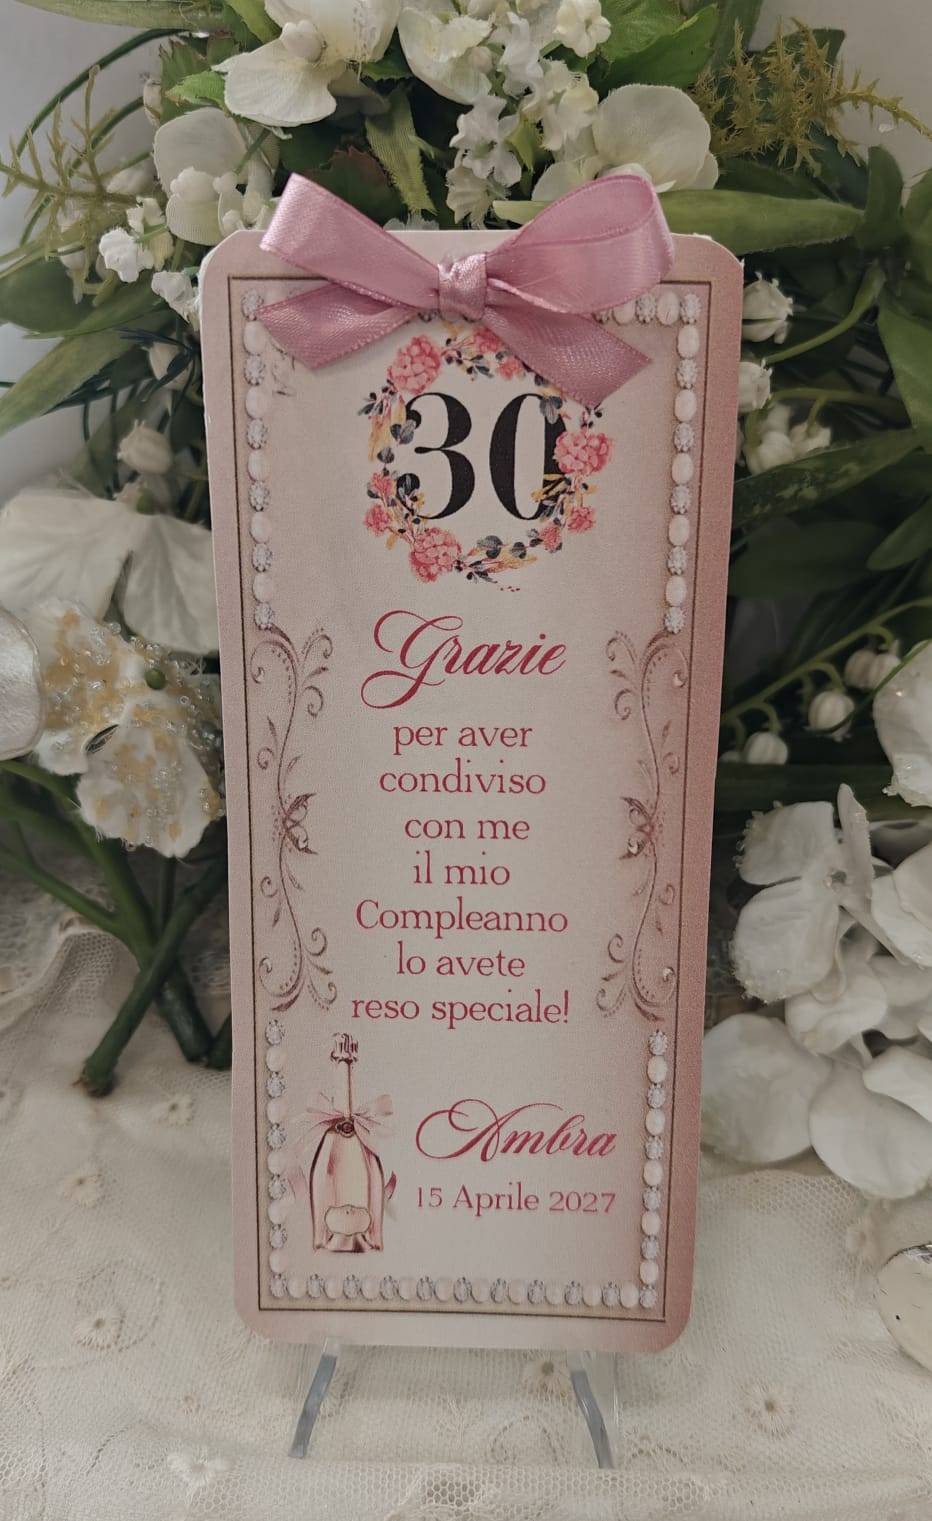 30
Grazie
per aver
condiviso
con me
il mio
Compleanno
lo avete
reso speciale!
Ambra
15 Aprile 2027